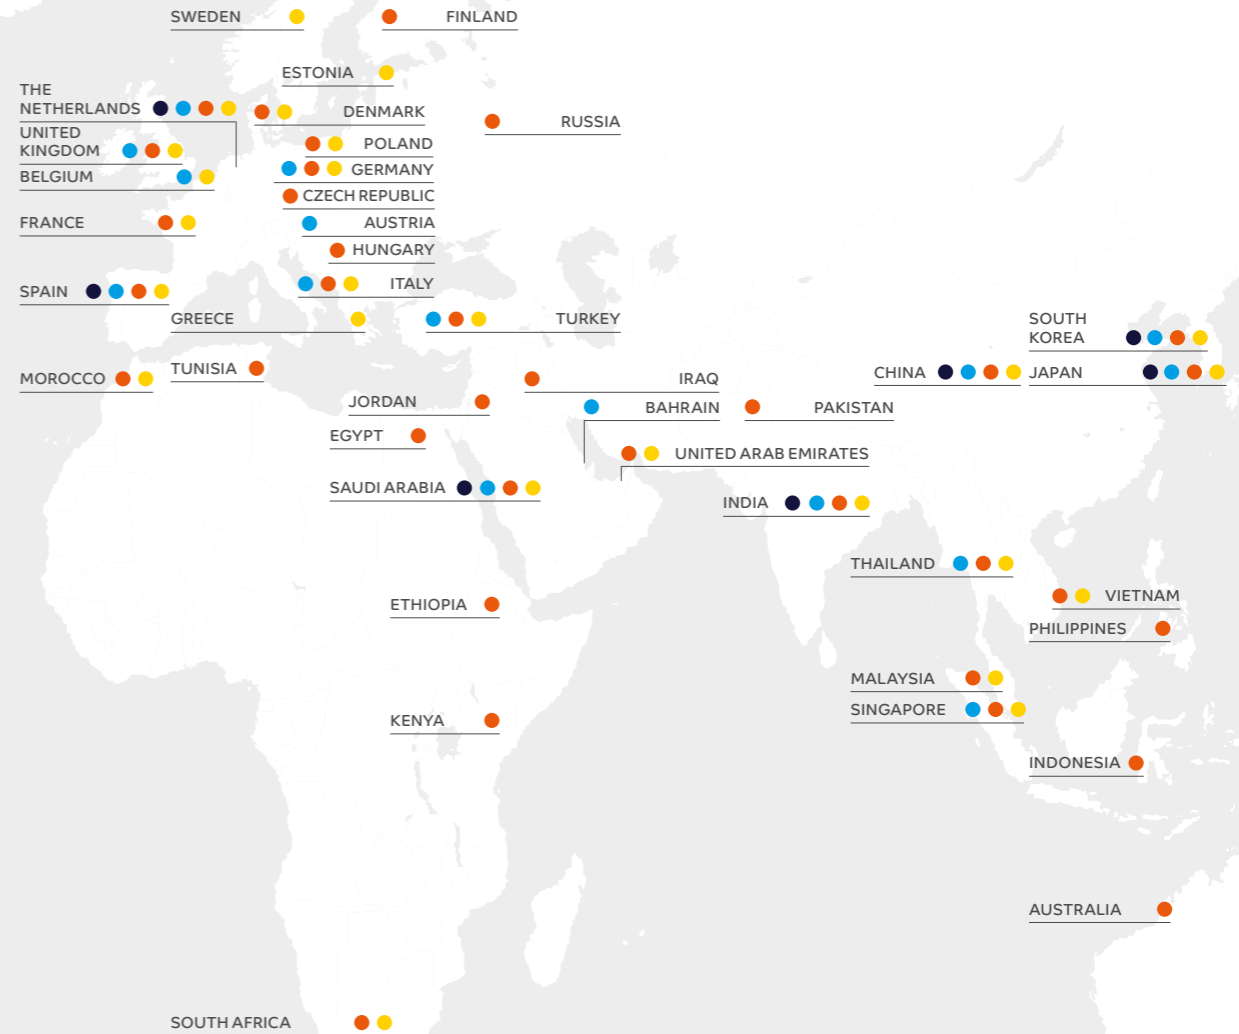 SWEDEN
FINLAND
ESTONIA
THE
NETHERLANDS
DENMARK
RUSSIA
UNITED
KINGDOM
POLAND
GERMANY
BELGIUM
CZECH REPUBLIC
FRANCE
AUSTRIA
HUNGARY
ITALY
SPAIN
GREECE
TURKEY
SOUTH
KOREA
MOROCCO
TUNISIA
IRAQ
CHINA
JAPAN
JORDAN
BAHRAIN
PAKISTAN
EGYPT
UNITED ARAB EMIRATES
SAUDI ARABIA
INDIA
THAILAND
ETHIOPIA
VIETNAM
PHILIPPINES
MALAYSIA
SINGAPORE
KENYA
INDONESIA
AUSTRALIA
SOUTH AFRICA